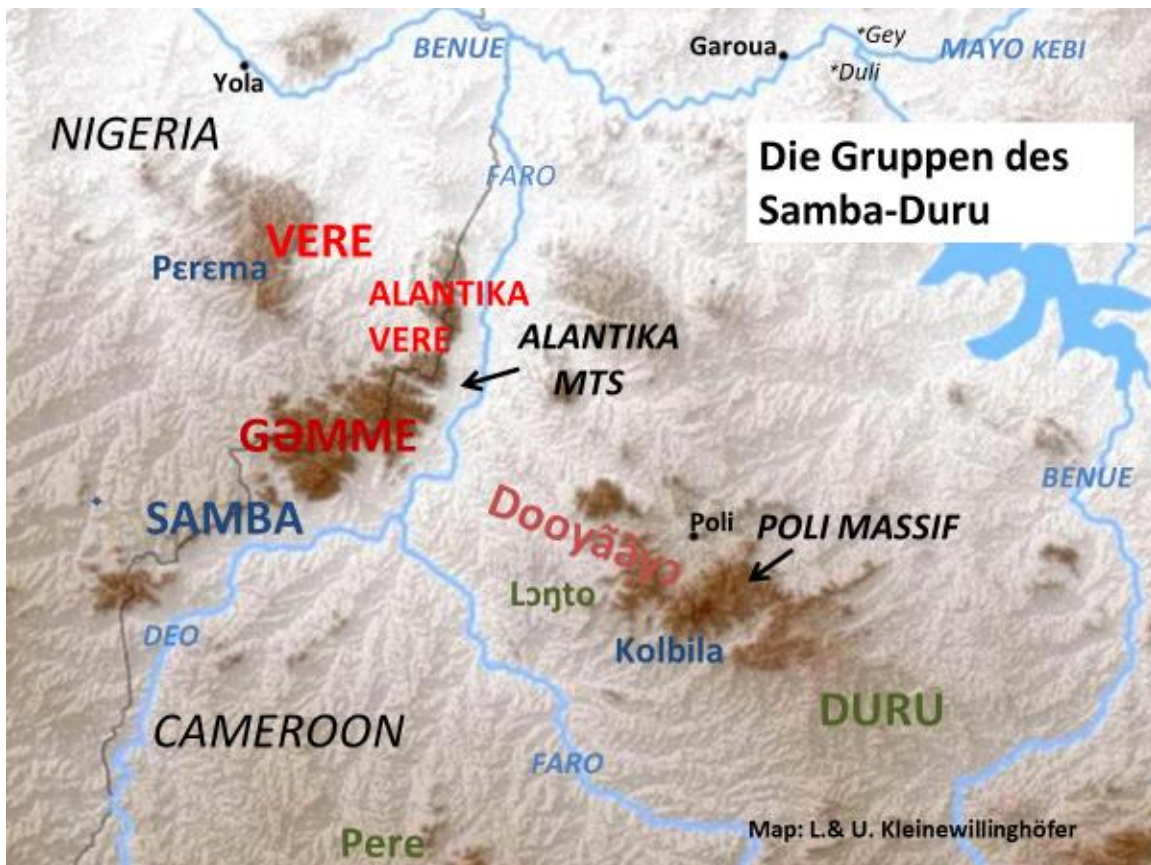 BENUE
Garoua
*Gey
MAYO KEBI
*Duli
Yola
NIGERIA
Die Gruppen des
Samba-Duru
FARO
VERE
Pɛrɛma
ALANTIKA
VERE
ALANTIKA
MTS
GƏMME
SAMBA
BENUE
Dooyããyo
Poli
POLI MASSIF
Lɔŋto
Kolbila
DEO
DURU
CAMEROON
FARO
Map: L.& U. Kleinewillinghöfer
Pere